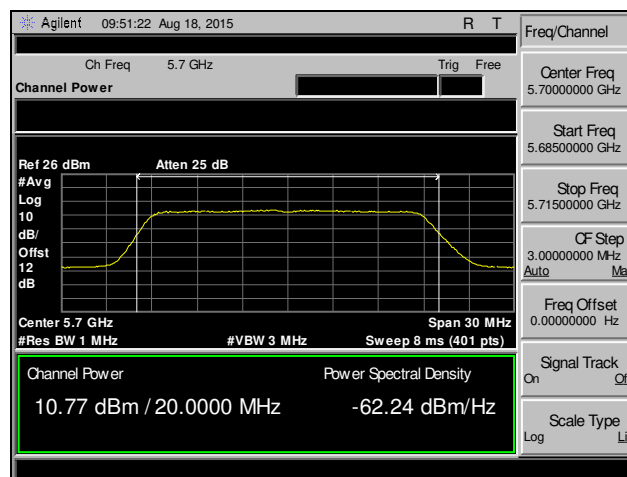 Agilent 09:51:22 Aug 18, 2015 R T
Freq/Channel
Ch Freq 5.7 GHz Trig Free
Channel Power
Center Freq
5.70000000 GHz
Start Freq
5.68500000 GHz
Stop Freq
5.71500000 GHz
CF Step
3.00000000 MHz
Auto Ma
Freq Offset
0.00000000 Hz
Signal Track
On Of
Scale Type
Log Li
Ref 26 dBm Atten 25 dB
#Avg
Log
10
dB/
Offst
12
dB
Center 5.7 GHz Span 30 MHz
#Res BW 1 MHz #VBW 3 MHz Sweep 8 ms (401 pts)
Channel Power Power Spectral Density
10.77 dBm / 20.0000 MHz -62.24 dBm/Hz